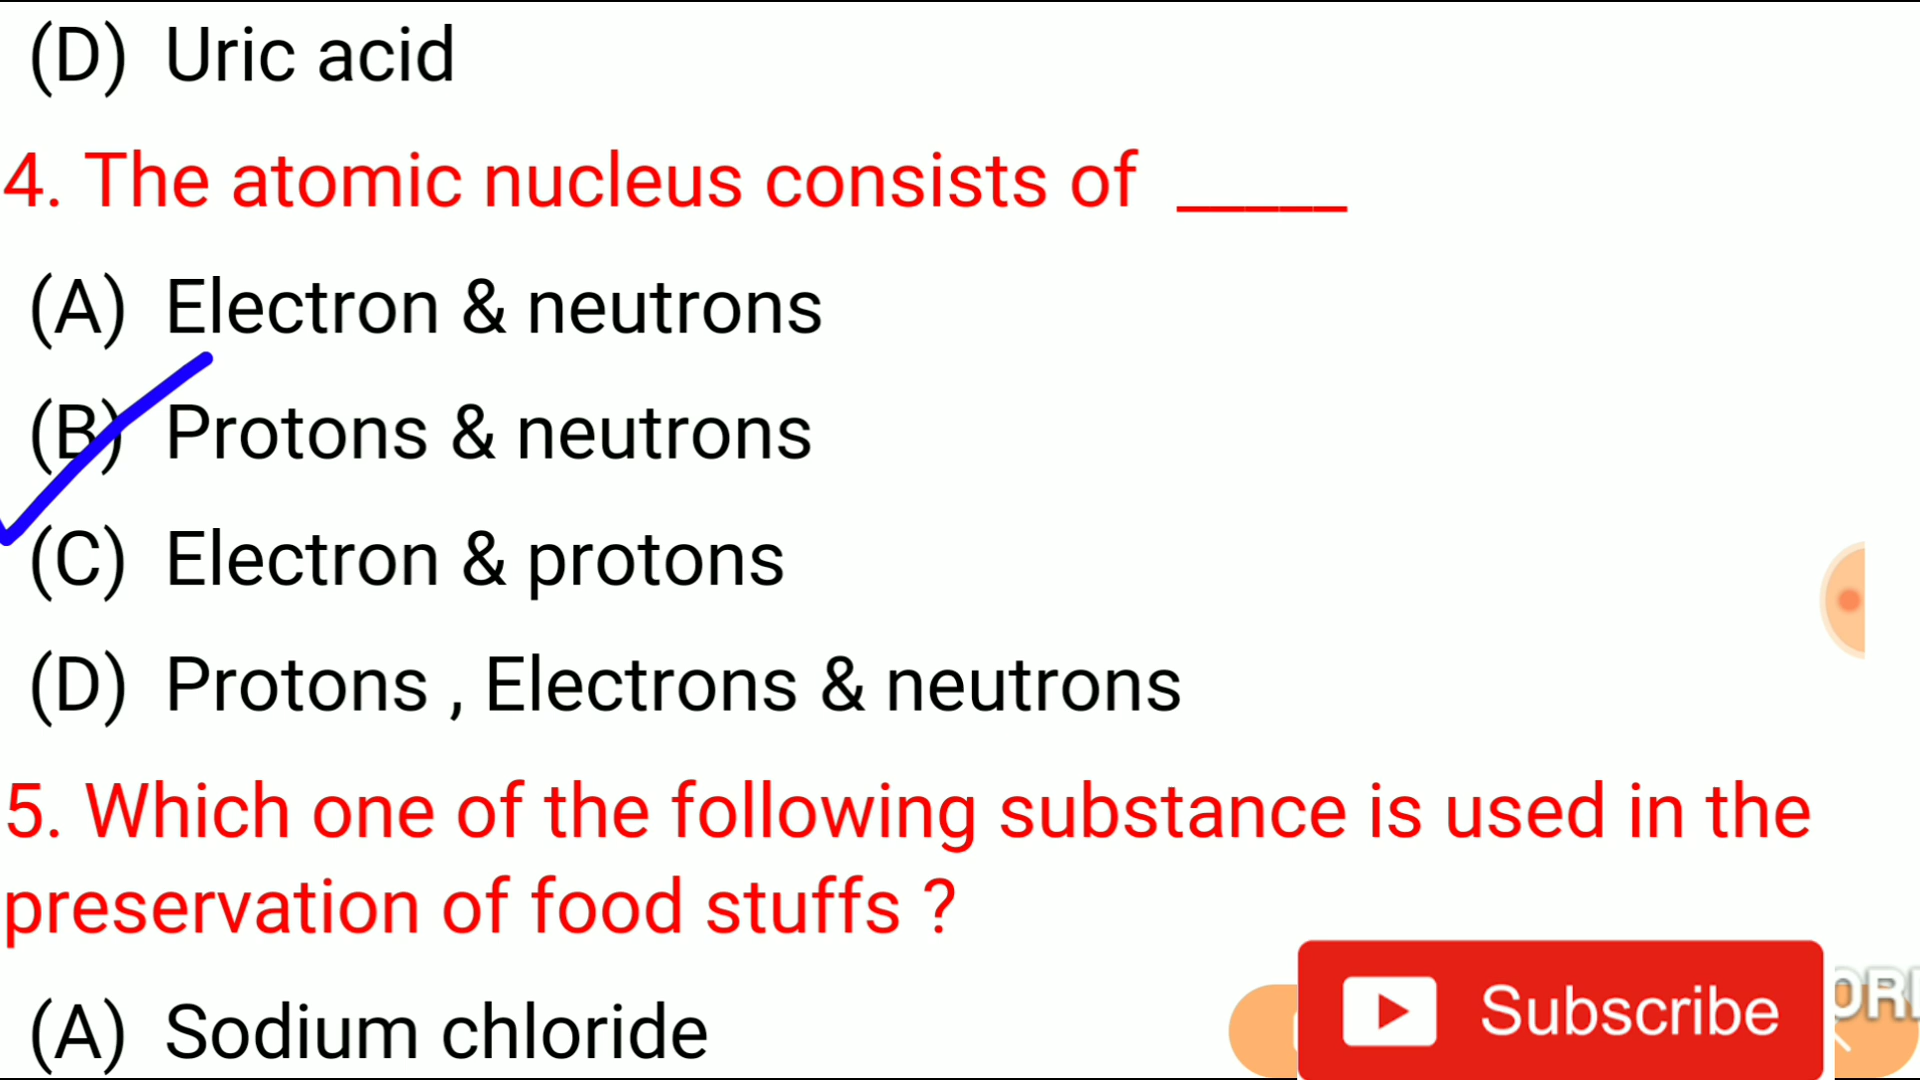 (D) Uric acid
4. The atomic nucleus consists of _____
(A) Electron & neutrons
(B) Protons & neutrons
(C) Electron & protons
(D) Protons , Electrons & neutrons
5. Which one of the following substance is used in the
preservation of food stuffs ?
(A) Sodium chloride
Subscribe